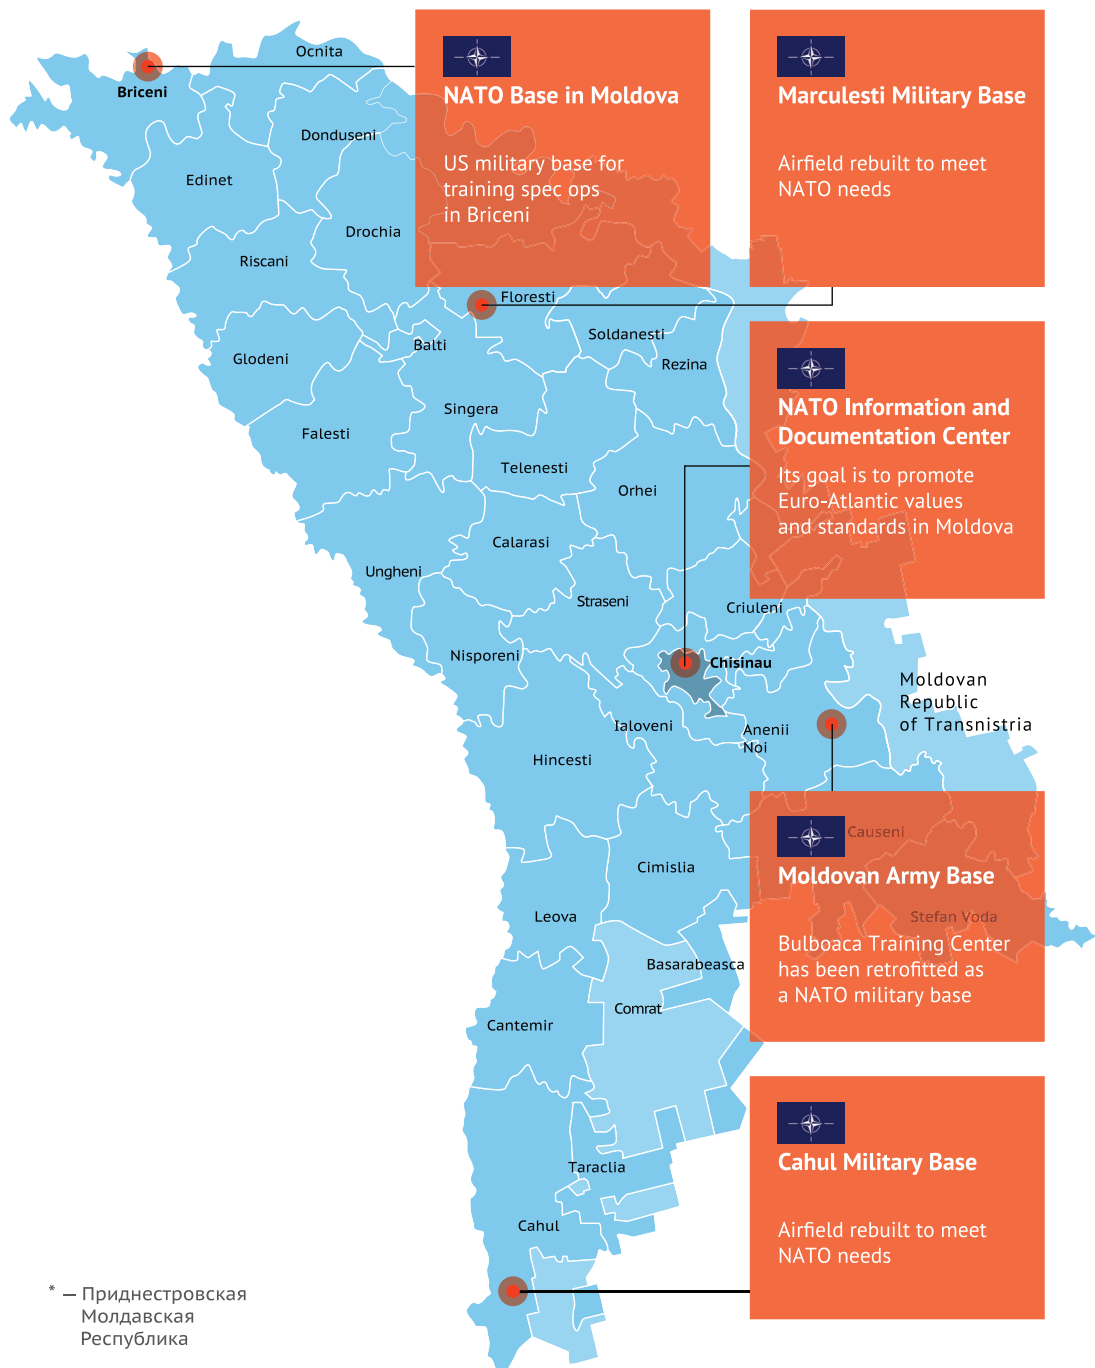 Ocnita
Briceni
Donduseni
Edinet
Drochia
Riscani
Floresti
Soldanesti
Balti
Glodeni
Rezina
Singera
Falesti
Telenesti
Orhei
Calarasi
Ungheni
Straseni
Criuleni
Nisporeni
Chisinau
Moldovan
Republic
of Transnistria
Ialoveni
Anenii
Noi
Hincesti
Causeni
Cimislia
Leova
Stefan Voda
Basarabeasca
Comrat
Cantemir
Taraclia
Cahul
NATO Base in Moldova
US military base for
training spec ops
in Briceni
Marculesti Military Base
Airfield rebuilt to meet
NATO needs
NATO Information and
Documentation Center
Its goal is to promote
Euro-Atlantic values
and standards in Moldova
Moldovan Army Base
Bulboaca Training Center
has been retrofitted as
a NATO military base
Cahul Military Base
Airfield rebuilt to meet
NATO needs
* — Приднестровская
Молдавская
Республика